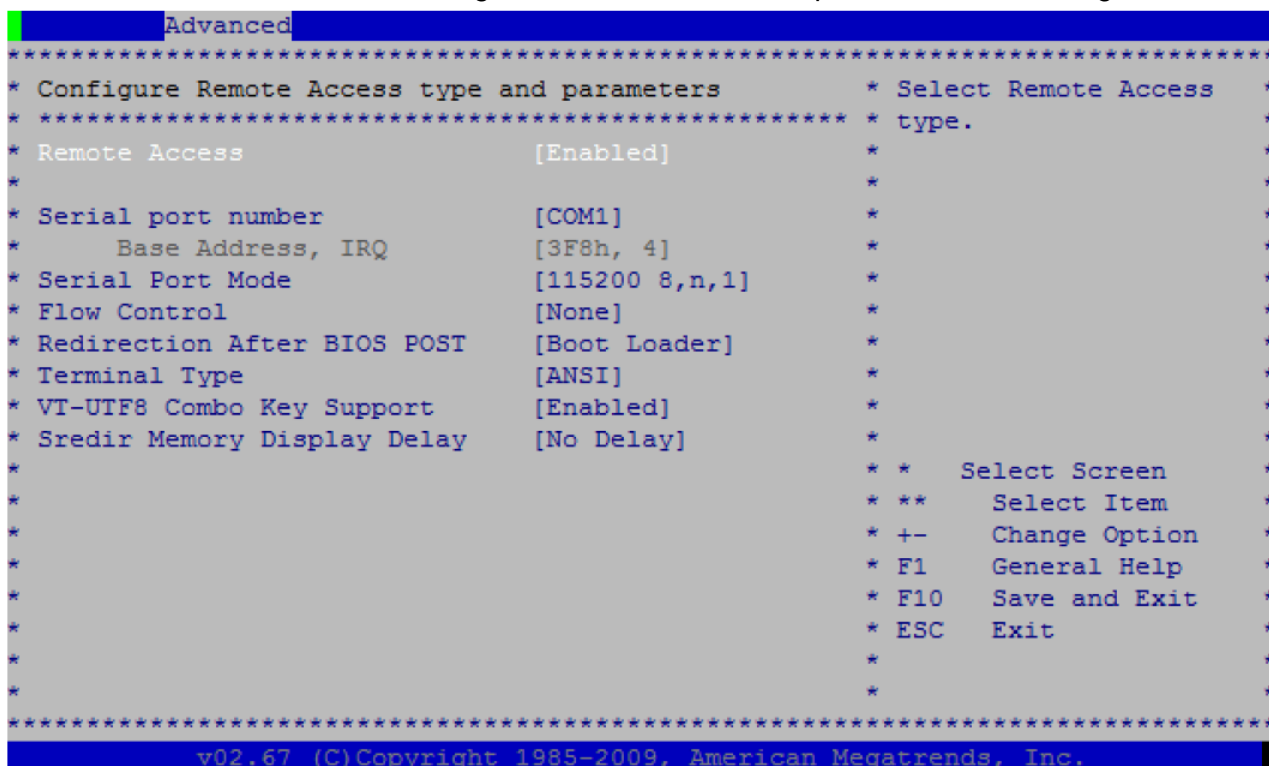 Advanced
********************************************************************************
* Configure Remote Access type and parameters * Select Remote Access *
* *************************************************** * type. *
* Remote Access [Enabled] * *
* * *
* Serial port number [COM1] * *
* Base Address, IRQ [3F8h, 4] * *
* Serial Port Mode [115200 8,n,1] * *
* Flow Control [None] * *
* Redirection After BIOS POST [Boot Loader] * *
* Terminal Type [ANSI] * *
* VT-UTF8 Combo Key Support [Enabled] * *
* Sredir Memory Display Delay [No Delay] * *
* * * Select Screen *
* * ** Select Item *
* * +- Change Option *
* * F1 General Help *
* * F10 Save and Exit *
* * ESC Exit *
* * *
* * *
********************************************************************************
v02.67 (C)Copyright 1985-2009, American Megatrends, Inc.